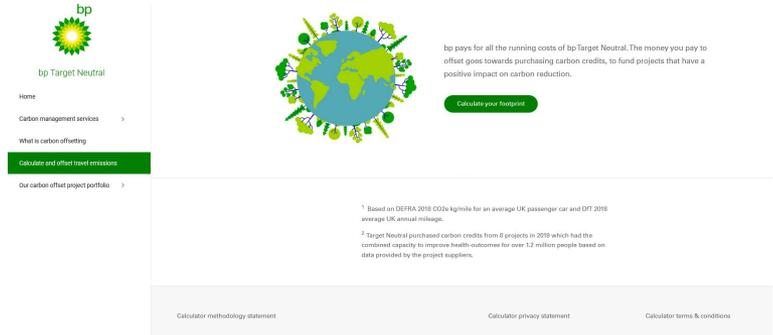 bp
bp Target Neutral
Home
Carbon management services
What is carbon offsetting
Calculate and offset travel emissions
Our carbon offset project portfolio
bp pays for all the running costs of bp Target Neutral. The money you pay to
offset goes towards purchasing carbon credits, to fund projects that have a
positive impact on carbon reduction.
Calculate your footprint
1 Based on DEFRA 2018 CO2e kg/mile for an average UK passenger car and DfT 2018
average UK annual mileage.
2 Target Neutral purchased carbon credits from 8 projects in 2019 which had the
combined capacity to improve health-outcomes for over 1.2 million people based on
data provided by the project suppliers.
Calculator methodology statement
Calculator privacy statement
Calculator terms & conditions